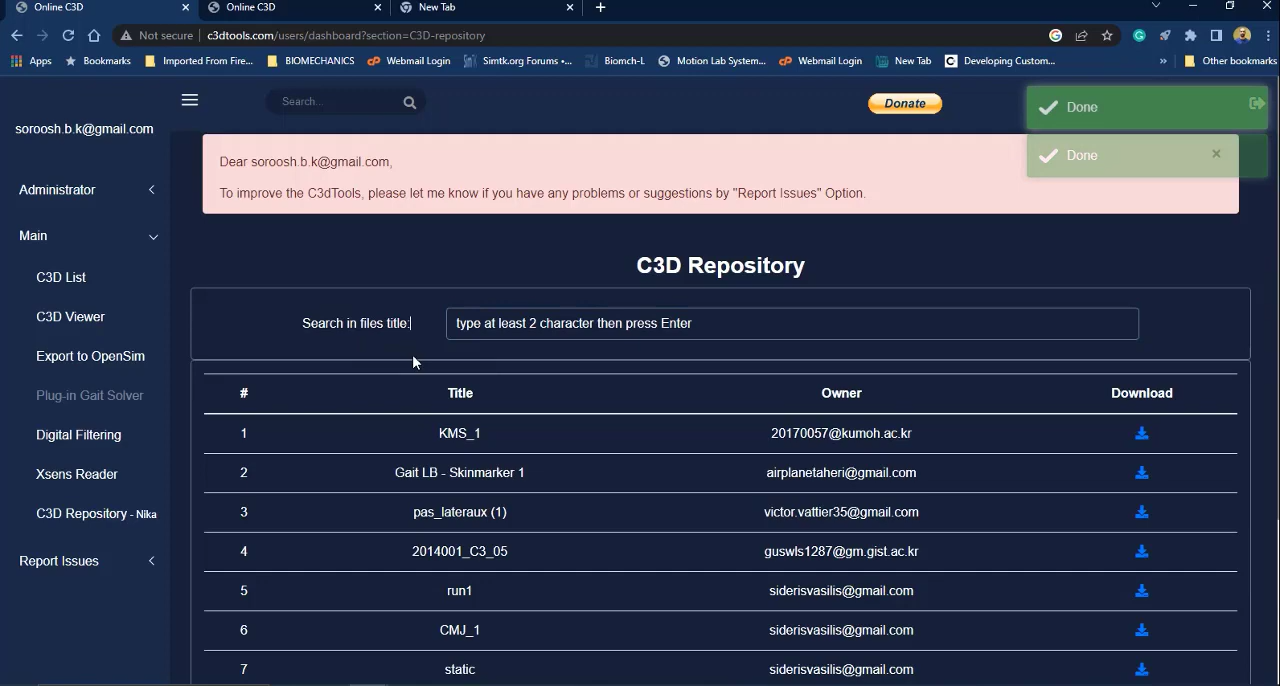 Online C3D
Online C3D
New Tab
Not secure
c3dtools.com/users/dashboard?section=C3D-repository
Apps
Bookmarks
Imported From Fire...
BIOMECHANICS
Webmail Login
Simtk.org Forums •...
Biomch-L
Motion Lab System...
Webmail Login
New Tab
Developing Custom...
»
Other bookmarks
soroosh.b.k@gmail.com
Search...
Donate
Done
Done
Dear soroosh.b.k@gmail.com,
To improve the C3dTools, please let me know if you have any problems or suggestions by "Report Issues" Option.
Administrator
Main
C3D List
C3D Viewer
Export to OpenSim
Plug-in Gait Solver
Digital Filtering
Xsens Reader
C3D Repository - Nika
Report Issues
C3D Repository
Search in files title:
type at least 2 character then press Enter
# Title Owner Download
1 KMS_1 20170057@kumoh.ac.kr
2 Gait LB - Skinmarker 1 airplanetaheri@gmail.com
3 pas_lateraux (1) victor.vattier35@gmail.com
4 2014001_C3_05 guswls1287@gm.gist.ac.kr
5 run1 siderisvasilis@gmail.com
6 CMJ_1 siderisvasilis@gmail.com
7 static siderisvasilis@gmail.com